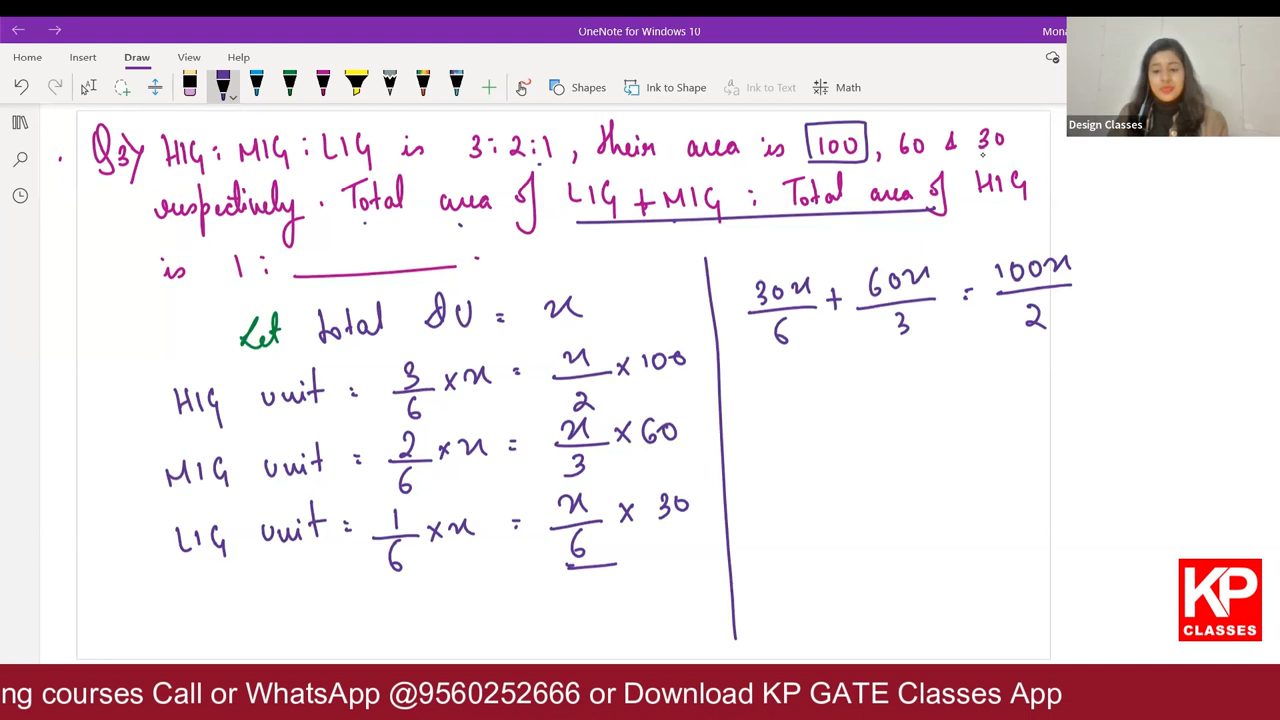 OneNote for Windows 10
Mona
Home Insert Draw View Help
Shapes Ink to Shape Ink to Text Math
Design Classes
Q3) HIG : MIG : LIG is 3:2:1, their area is 100, 60 & 30
respectively. Total area of LIG + MIG : Total area of HIG
is 1 : ______ .
Let total DU = x
HIG unit = 3/6 × x = x/2 × 100
MIG unit = 2/6 × x = x/3 × 60
LIG unit = 1/6 × x = x/6 × 30
30x/6 + 60x/3 : 100x/2
KP
CLASSES
ng courses Call or WhatsApp @9560252666 or Download KP GATE Classes App